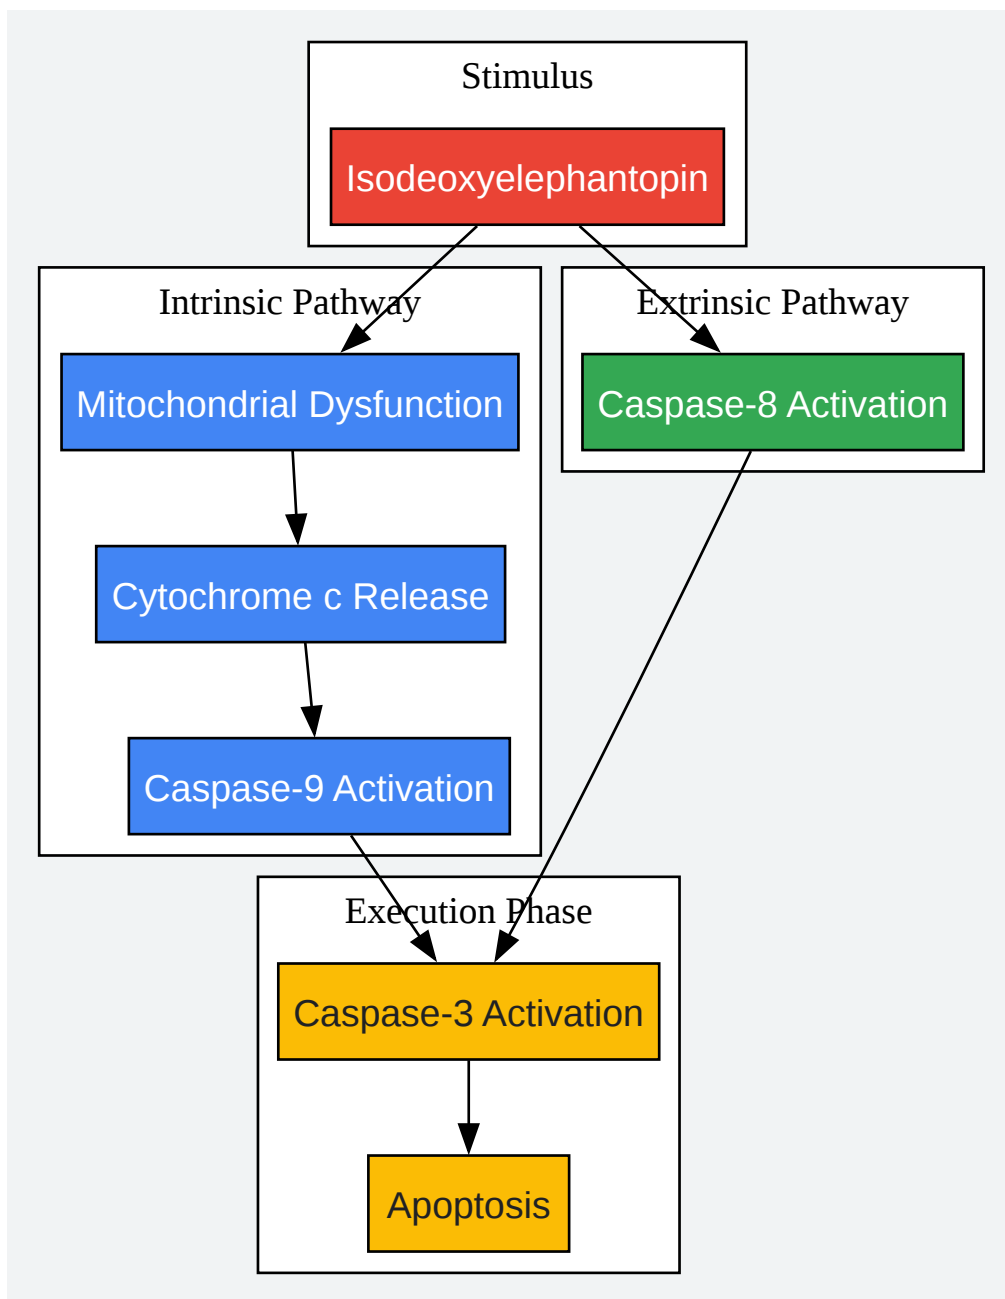 Stimulus
Isodeoxyelephantopin
Intrinsic Pathway
Extrinsic Pathway
Mitochondrial Dysfunction
Caspase-8 Activation
Cytochrome c Release
Caspase-9 Activation
Execution Phase
Caspase-3 Activation
Apoptosis